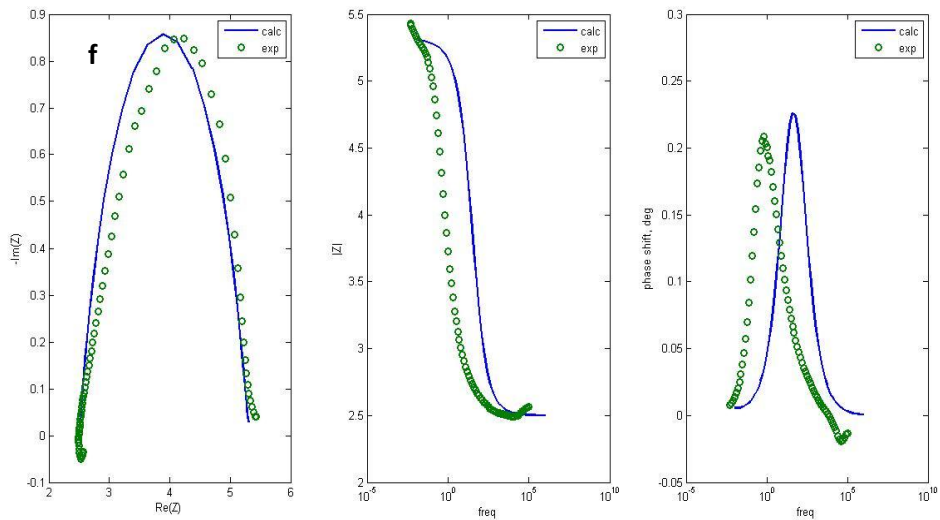 f
calc
exp
-Im(Z)
0.9
0.8
0.7
0.6
0.5
0.4
0.3
0.2
0.1
0
-0.1
2 3 4 5 6
Re(Z)
calc
exp
|Z|
5.5
5
4.5
4
3.5
3
2.5
2
10^-5 10^0 10^5 10^10
freq
calc
exp
phase shift, deg
0.3
0.25
0.2
0.15
0.1
0.05
0
-0.05
10^-5 10^0 10^5 10^10
freq